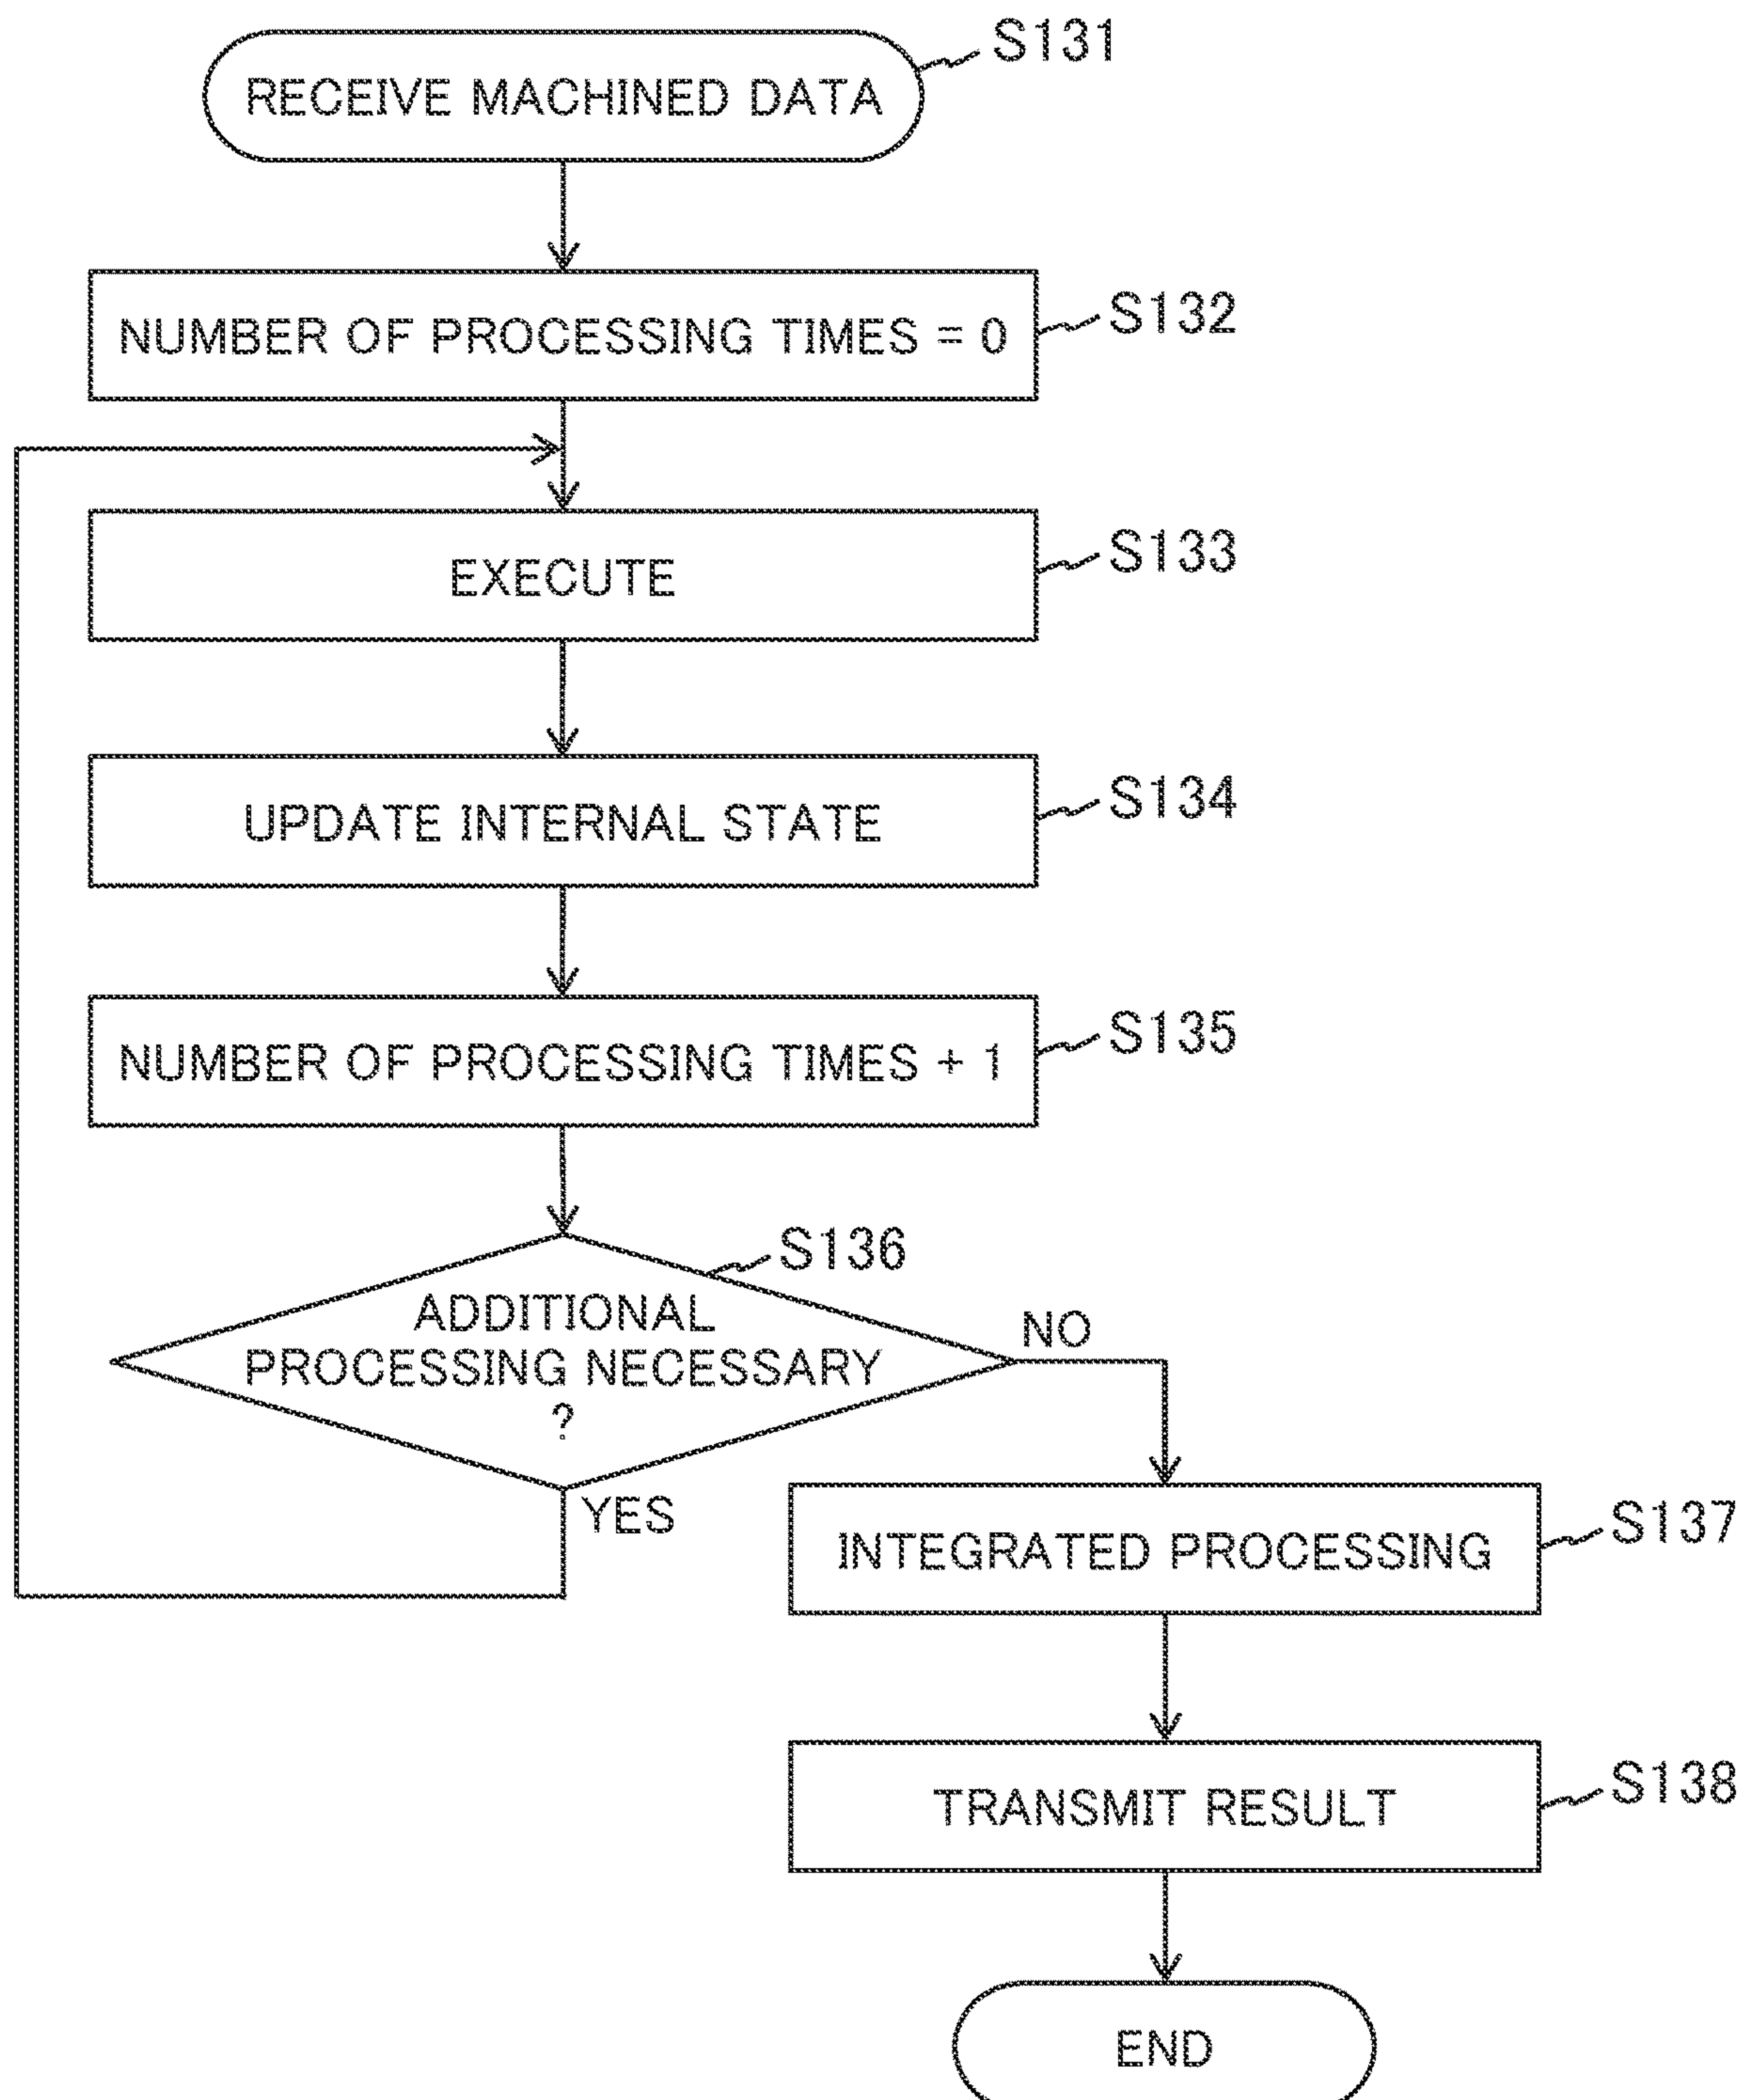 S131
RECEIVE MACHINED DATA
S132
NUMBER OF PROCESSING TIMES = 0
S133
EXECUTE
S134
UPDATE INTERNAL STATE
S135
NUMBER OF PROCESSING TIMES + 1
S136
ADDITIONAL
PROCESSING NECESSARY
?
NO
YES
S137
INTEGRATED PROCESSING
S138
TRANSMIT RESULT
END